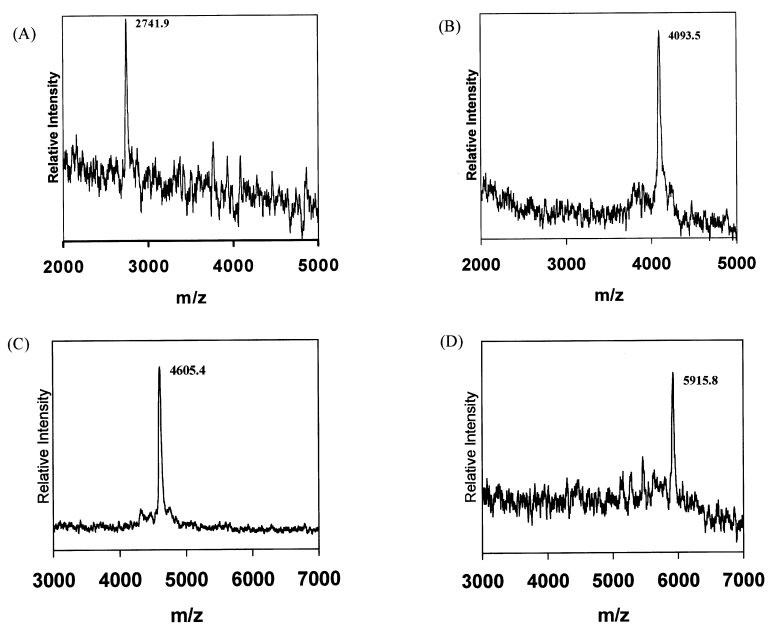 (A)
2741.9
Relative Intensity
2000 3000 4000 5000
m/z
(B)
4093.5
Relative Intensity
2000 3000 4000 5000
m/z
(C)
4605.4
Relative Intensity
3000 4000 5000 6000 7000
m/z
(D)
5915.8
Relative Intensity
3000 4000 5000 6000 7000
m/z